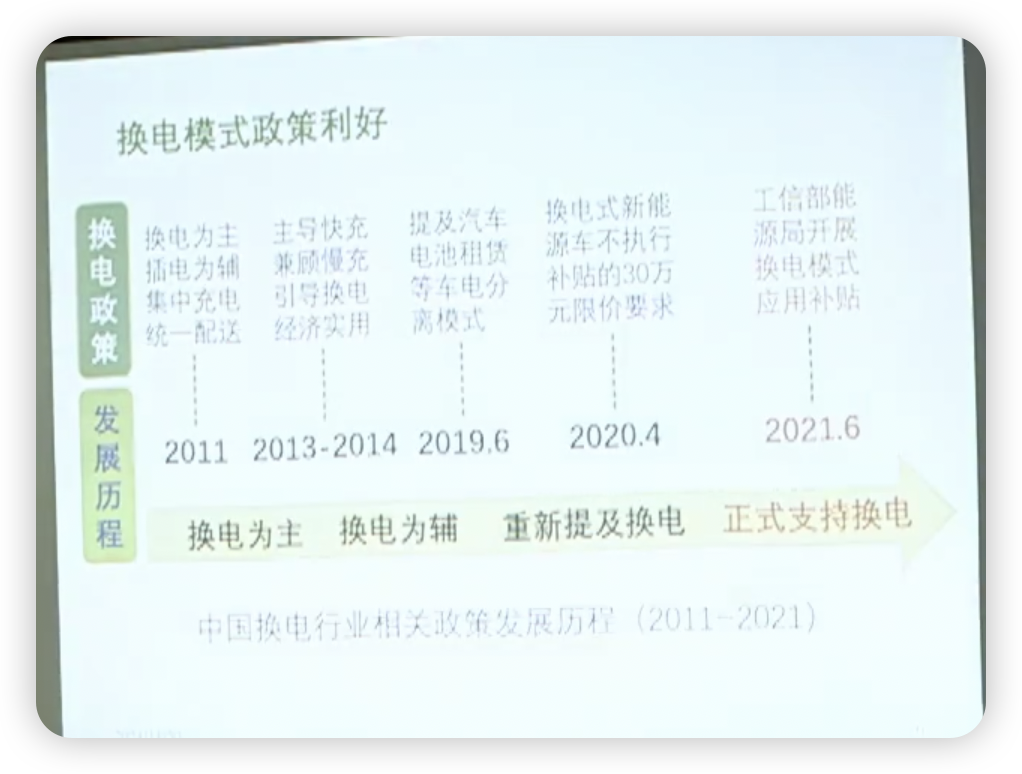 换电模式政策利好
换电政策
换电为主
插电为辅
集中充电
统一配送
主导快充
兼顾慢充
引导换电
经济实用
提及汽车
电池租赁
等车电分
离模式
换电式新能
源车不执行
补贴的30万
元限价要求
工信部能
源局开展
换电模式
应用补贴
发展历程
2011
2013-2014
2019.6
2020.4
2021.6
换电为主
换电为辅
重新提及换电
正式支持换电
中国换电行业相关政策发展历程（2011-2021）